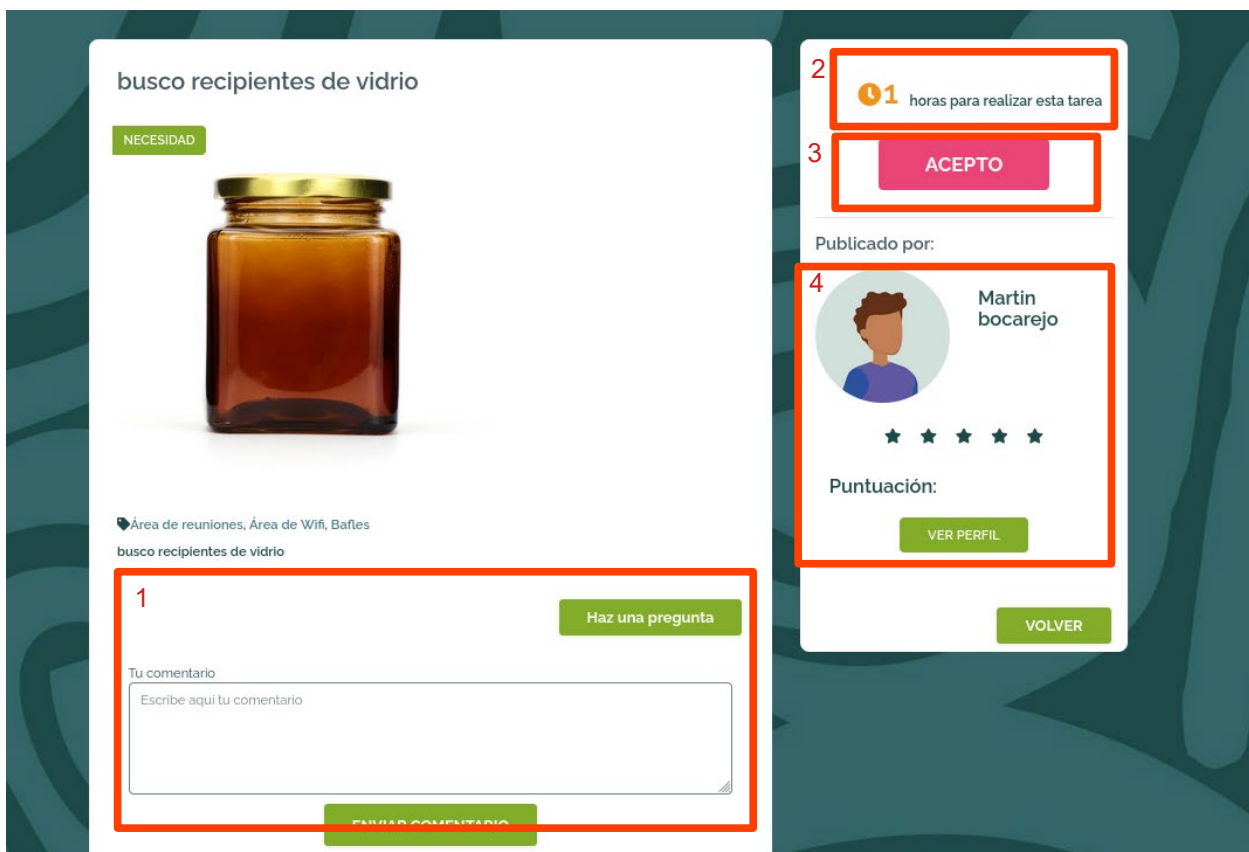 busco recipientes de vidrio
NECESIDAD
Área de reuniones, Área de Wifi, Bafles
busco recipientes de vidrio
1
Haz una pregunta
Tu comentario
Escribe aquí tu comentario
ENVIAR COMENTARIO
2
1 horas para realizar esta tarea
3
ACEPTO
Publicado por:
4
Martin
bocarejo
Puntuación:
VER PERFIL
VOLVER